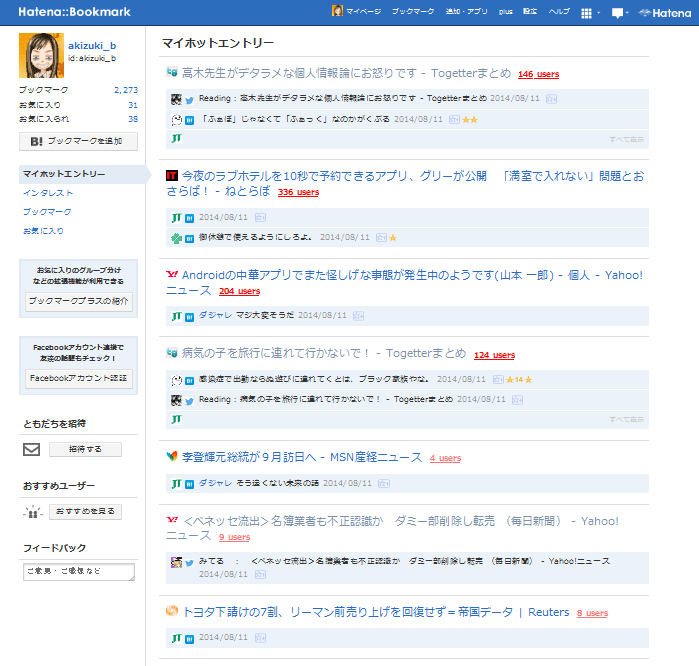 Hatena::Bookmark
マイページ ブックマーク 追加・アプリ plus 設定 ヘルプ Hatena
akizuki_b
id:akizuki_b
ブックマーク 2,273
お気に入り 31
お気に入られ 38
B! ブックマークを追加
マイホットエントリー
インタレスト
ブックマーク
お気に入り
お気に入りのグループ分け
などの拡張機能が利用できる
ブックマークプラスの紹介
Facebookアカウント連携で
友達の話題もチェック！
Facebookアカウント認証
ともだちを招待
招待する
おすすめユーザー
おすすめを見る
フィードバック
ご意見・ご感想など
マイホットエントリー
高木先生がデタラメな個人情報論にお怒りです - Togetterまとめ 146 users
Reading : 高木先生がデタラメな個人情報論にお怒りです - Togetterまとめ 2014/08/11
「ふぁぼ」じゃなくて「ふぁっく」なのかがくぶる 2014/08/11
すべて表示
今夜のラブホテルを10秒で予約できるアプリ、グリーが公開 「満室で入れない」問題とお
さらば！ - ねとらぼ 336 users
2014/08/11
御休憩で使えるようにしろよ。 2014/08/11
Androidの中華アプリでまた怪しげな事態が発生中のようです(山本 一郎) - 個人 - Yahoo!
ニュース 204 users
ダジャレ マジ大変そうだ 2014/08/11
病気の子を旅行に連れて行かないで！ - Togetterまとめ 124 users
感染症で出勤ならぬ遊びに連れてくとは、ブラック家族やな。 2014/08/11 14
Reading : 病気の子を旅行に連れて行かないで！ - Togetterまとめ 2014/08/11
すべて表示
李登輝元総統が９月訪日へ - MSN産経ニュース 4 users
ダジャレ そう遠くない未来の話 2014/08/11
＜ベネッセ流出＞名簿業者も不正認識か ダミー部削除し転売 （毎日新聞） - Yahoo!
ニュース 9 users
みてる ： ＜ベネッセ流出＞名簿業者も不正認識か ダミー部削除し転売 （毎日新聞） - Yahoo!ニュース
2014/08/11
トヨタ下請けの7割、リーマン前売り上げを回復せず＝帝国データ | Reuters 8 users
2014/08/11